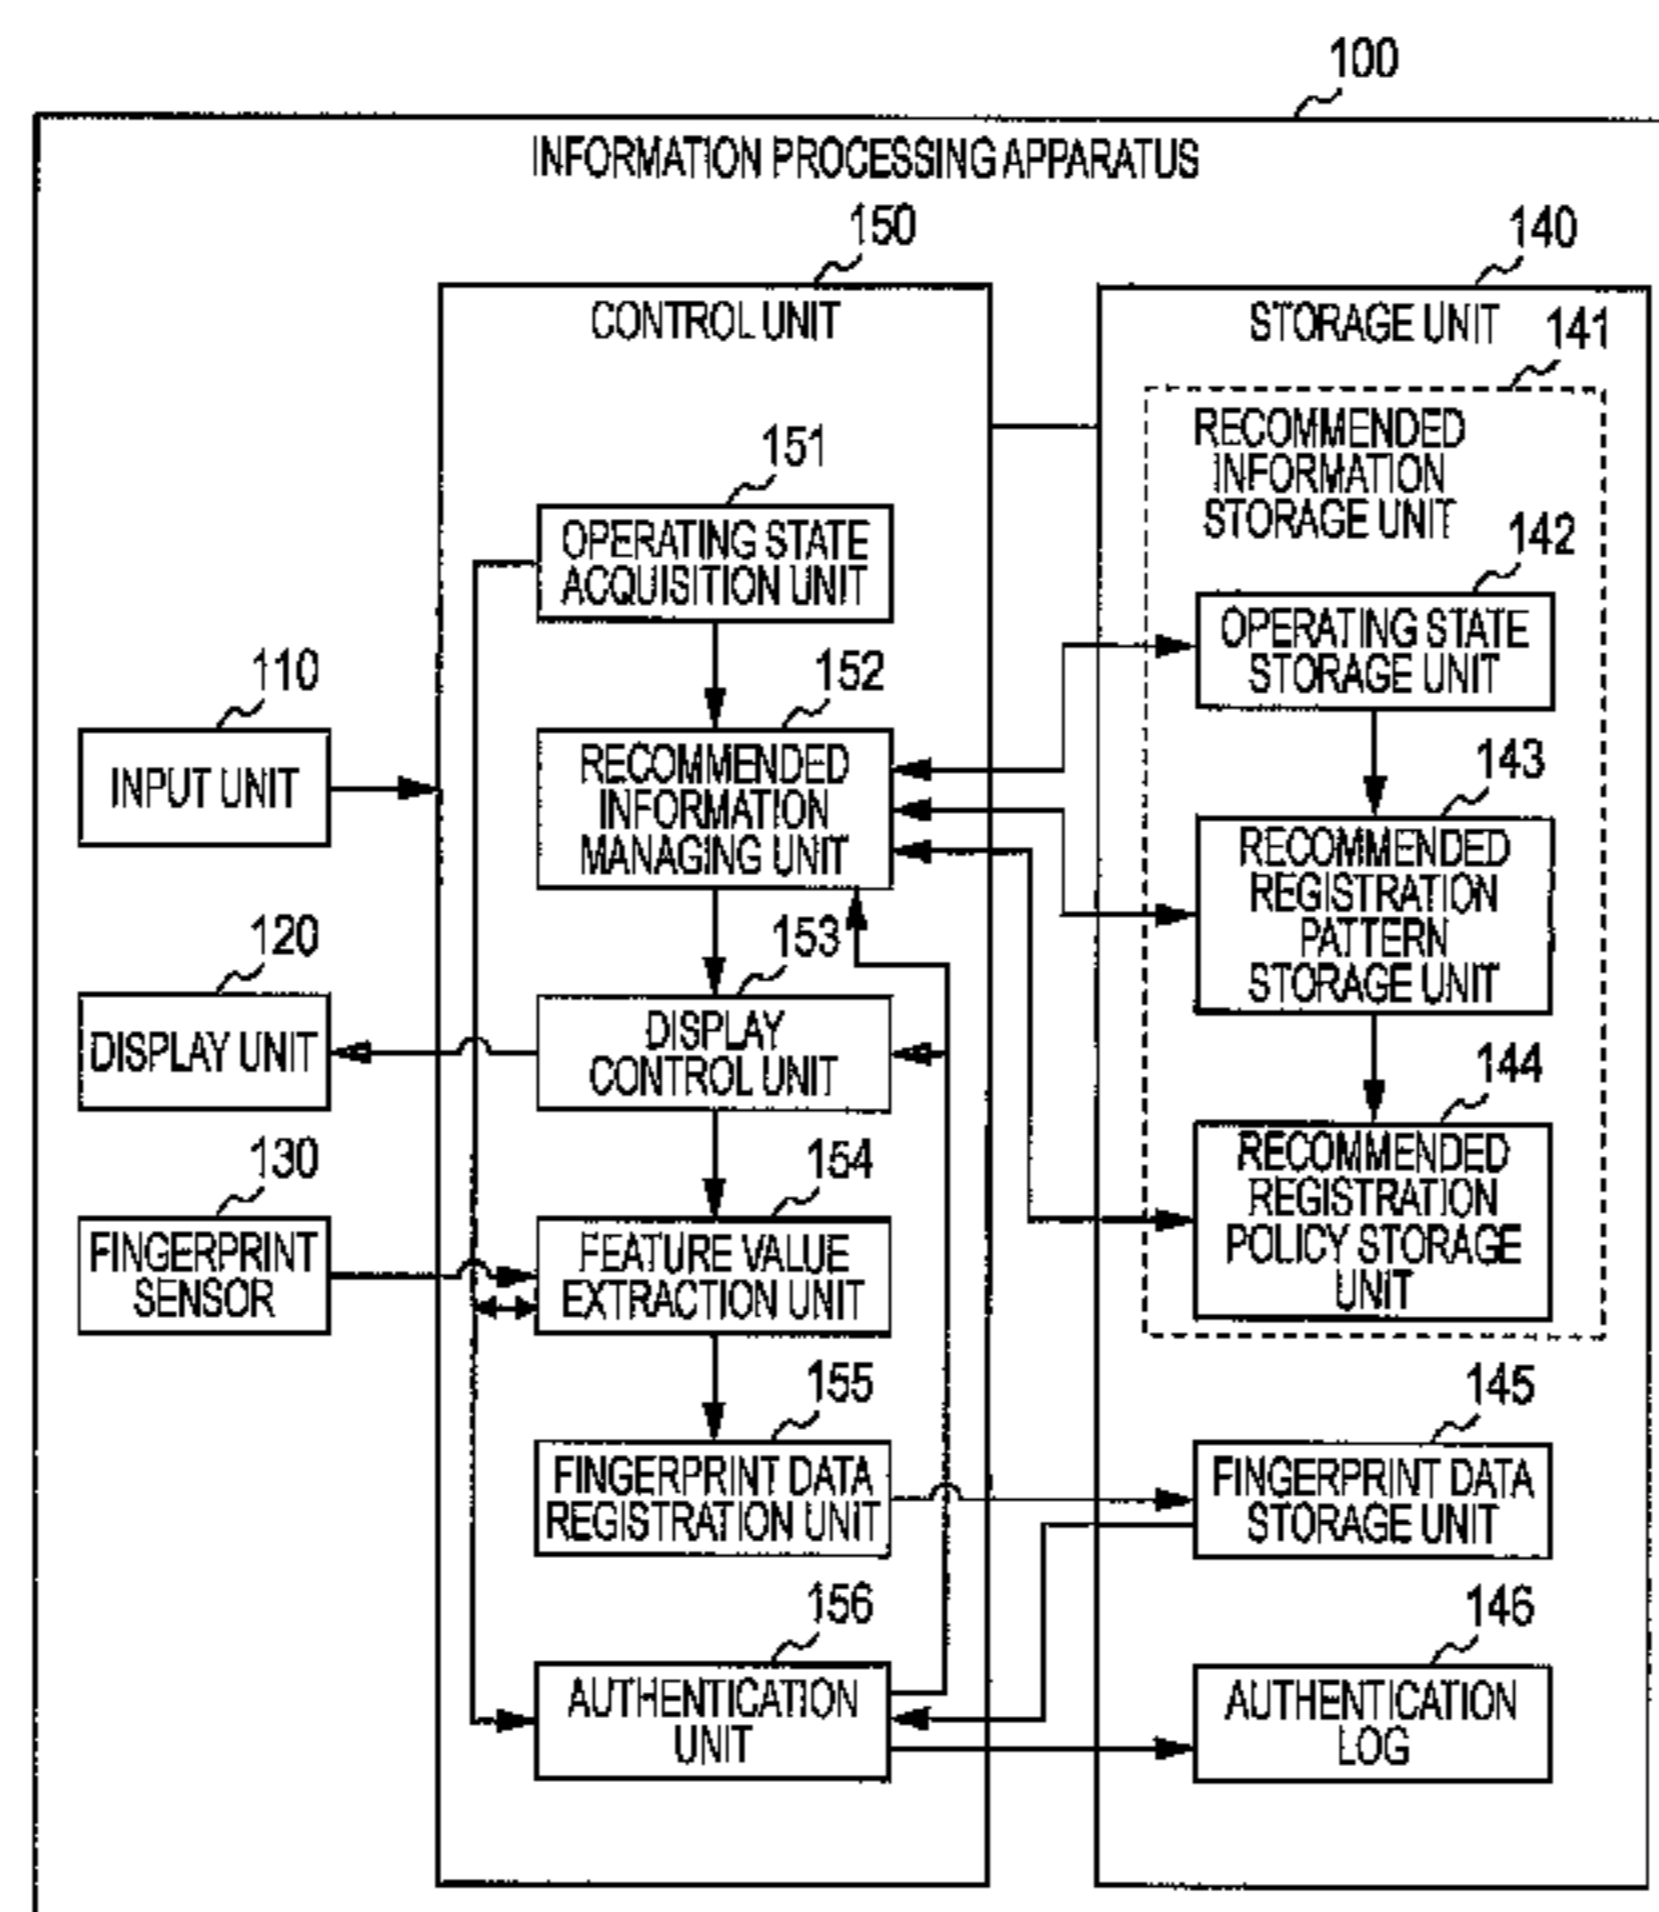 100
INFORMATION PROCESSING APPARATUS
150
CONTROL UNIT
151
OPERATING STATE
ACQUISITION UNIT
110
INPUT UNIT
152
RECOMMENDED
INFORMATION
MANAGING UNIT
120
DISPLAY UNIT
153
DISPLAY
CONTROL UNIT
130
FINGERPRINT
SENSOR
154
FEATURE VALUE
EXTRACTION UNIT
155
FINGERPRINT DATA
REGISTRATION UNIT
156
AUTHENTICATION
UNIT
140
STORAGE UNIT
141
RECOMMENDED
INFORMATION
STORAGE UNIT
142
OPERATING STATE
STORAGE UNIT
143
RECOMMENDED
REGISTRATION
PATTERN
STORAGE UNIT
144
RECOMMENDED
REGISTRATION
POLICY STORAGE
UNIT
145
FINGERPRINT DATA
STORAGE UNIT
146
AUTHENTICATION
LOG